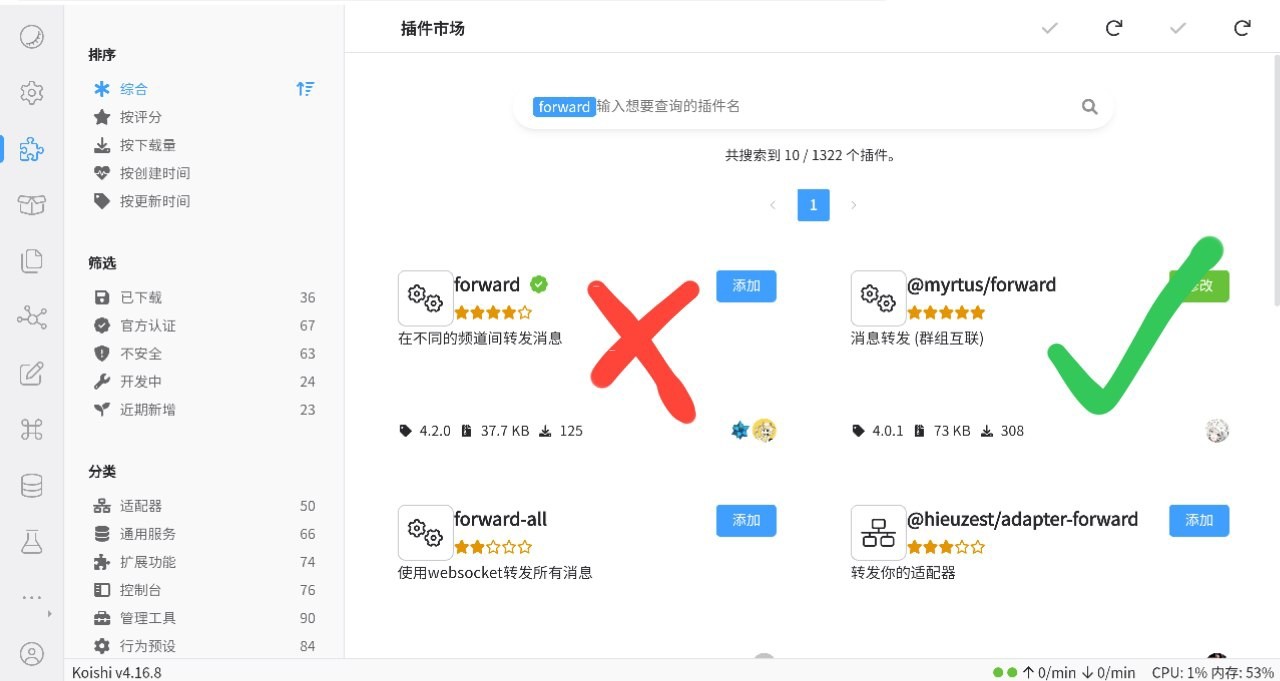 排序
综合
按评分
按下载量
按创建时间
按更新时间
筛选
已下载 36
官方认证 67
不安全 63
开发中 24
近期新增 23
分类
适配器 50
通用服务 66
扩展功能 74
控制台 76
管理工具 90
行为预设 84
插件市场
forward 输入想要查询的插件名
共搜索到 10 / 1322 个插件。
1
forward
添加
在不同的频道间转发消息
4.2.0 37.7 KB 125
@myrtus/forward
改
消息转发 (群组互联)
4.0.1 73 KB 308
forward-all
添加
使用websocket转发所有消息
@hieuzest/adapter-forward
添加
转发你的适配器
Koishi v4.16.8
0/min 0/min CPU: 1% 内存: 53%